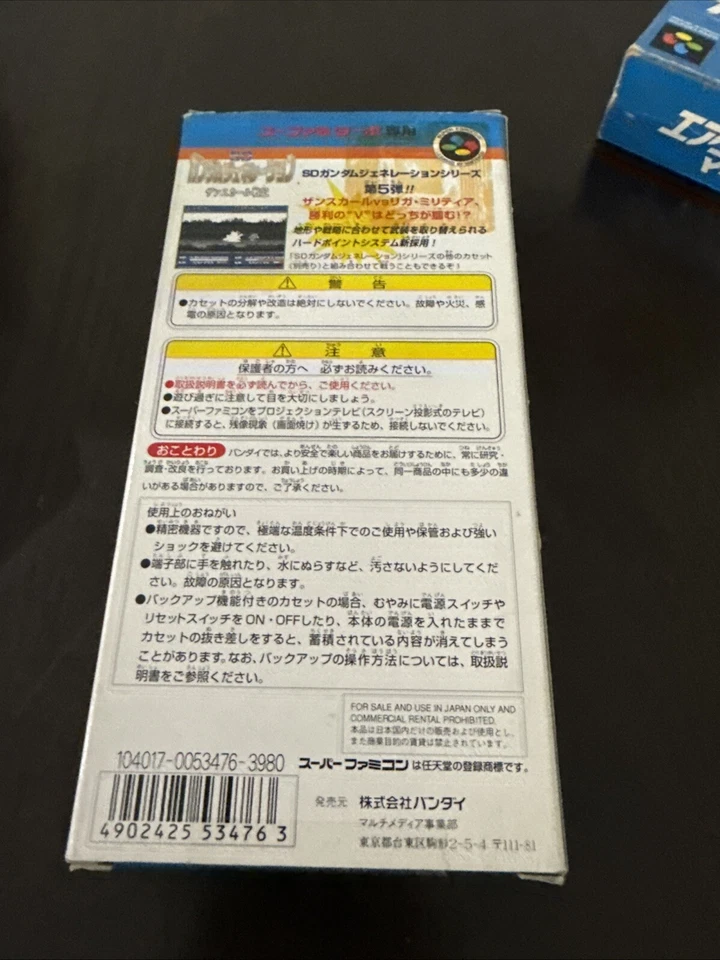 スーファミターボ専用
SD
ガンダムジェネレーション
ザンスカール戦記
SDガンダムジェネレーションシリーズ
第5弾!!
ザンスカールvsリガ・ミリティア、
勝利の"V"はどっちが掴む!?
地形や戦略に合わせて武装を取り替えられる
ハードポイントシステム新採用!
「SDガンダムジェネレーション」シリーズの他のカセット
(別売り)と組み合わせて戦うこともできるぞ!
警告
●カセットの分解や改造は絶対にしないでください。故障や火災、感
電の原因となります。
注意
保護者の方へ 必ずお読みください。
●取扱説明書を必ず読んでから、ご使用ください。
●遊び過ぎに注意して目を大切にしましょう。
●スーパーファミコンをプロジェクションテレビ(スクリーン投影式のテレビ)
に接続すると、残像現象(画面焼け)が生ずるため、接続しないでください。
おことわり バンダイでは、より安全で楽しい商品をお届けするために、常に研究・
調査・改良を行っております。お買い上げの時期によって、同一商品の中にも多少の違
いがある場合がありますので、ご了承ください。
使用上のおねがい
●精密機器ですので、極端な温度条件下でのご使用や保管および強い
ショックを避けてください。
●端子部に手を触れたり、水にぬらすなど、汚さないようにしてくだ
さい。故障の原因となります。
●バックアップ機能付きのカセットの場合、むやみに電源スイッチや
リセットスイッチをON・OFFしたり、本体の電源を入れたままで
カセットの抜き差しをすると、蓄積されている内容が消えてしまう
ことがあります。なお、バックアップの操作方法については、取扱説
明書をご参照ください。
FOR SALE AND USE IN JAPAN ONLY AND
COMMERCIAL RENTAL PROHIBITED.
本品は日本国内だけの販売および使用とし、
また商業目的の賃貸は禁止されています。
104017-0053476-3980
スーパーファミコンは任天堂の登録商標です。
4902425 534763
発売元 株式会社バンダイ
マルチメディア事業部
東京都台東区駒形2-5-4 〒111-81
エア
マ